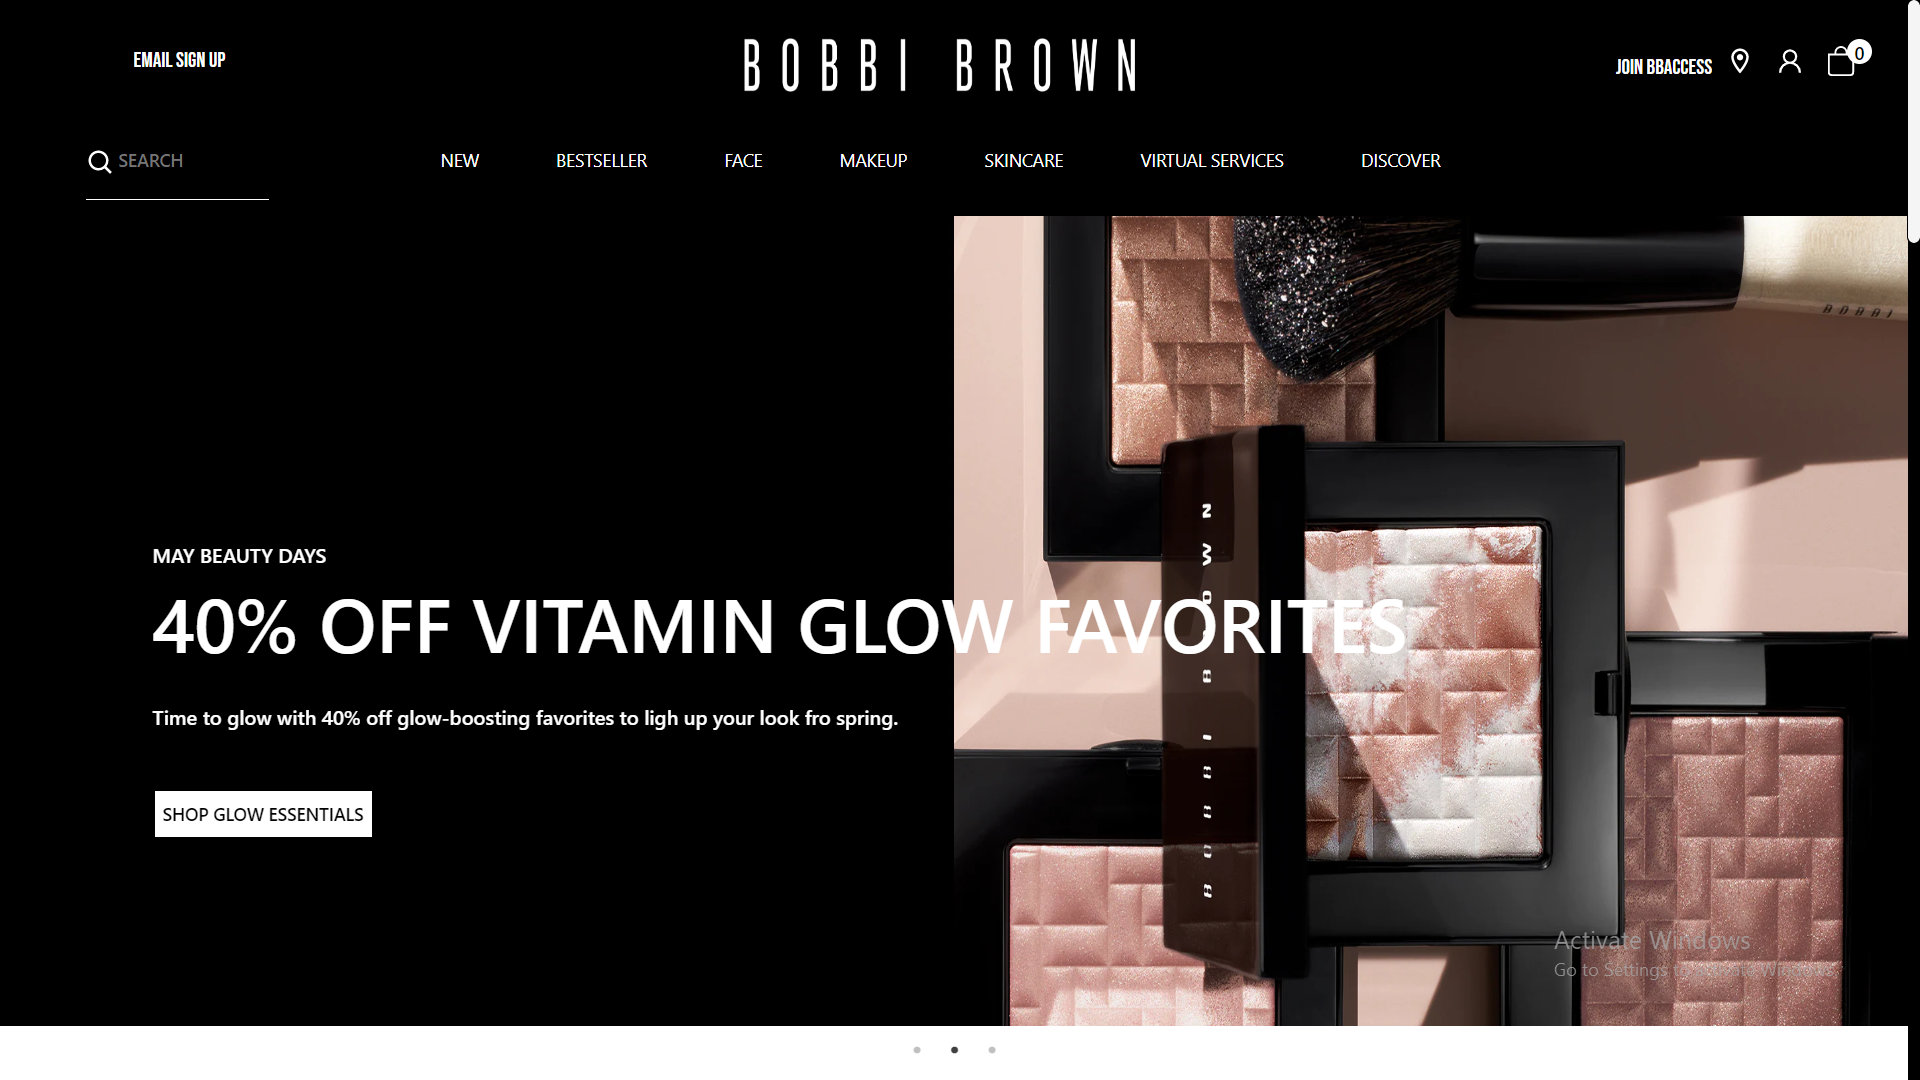 EMAIL SIGN UP
BOBBI BROWN
JOIN BBACCESS
0
SEARCH
NEW
BESTSELLER
FACE
MAKEUP
SKINCARE
VIRTUAL SERVICES
DISCOVER
BOBBI
BOBBI BROWN
MAY BEAUTY DAYS
40% OFF VITAMIN GLOW FAVORITES
Time to glow with 40% off glow-boosting favorites to ligh up your look fro spring.
SHOP GLOW ESSENTIALS
Activate Windows
Go to Settings to activate Windows.